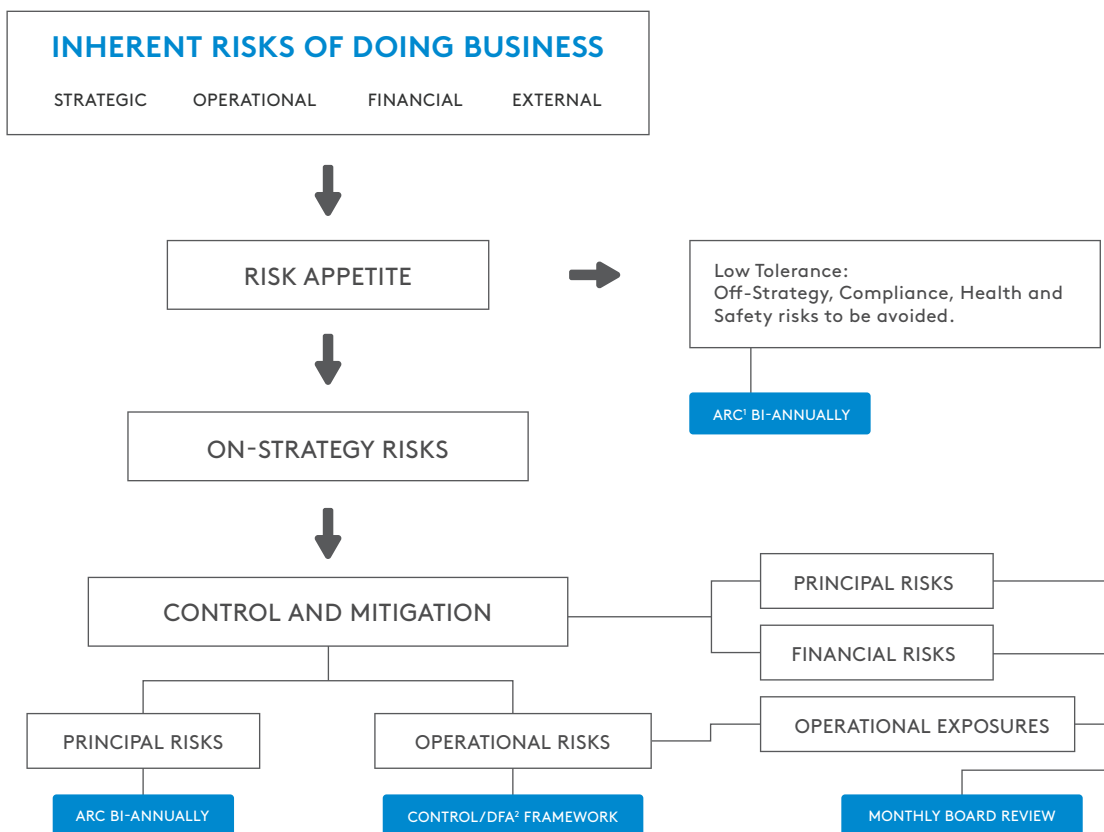 INHERENT RISKS OF DOING BUSINESS
STRATEGIC OPERATIONAL FINANCIAL EXTERNAL
RISK APPETITE
Low Tolerance:
Off-Strategy, Compliance, Health and
Safety risks to be avoided.
ARC¹ BI-ANNUALLY
ON-STRATEGY RISKS
CONTROL AND MITIGATION
PRINCIPAL RISKS
FINANCIAL RISKS
PRINCIPAL RISKS
OPERATIONAL RISKS
OPERATIONAL EXPOSURES
ARC BI-ANNUALLY
CONTROL/DFA² FRAMEWORK
MONTHLY BOARD REVIEW